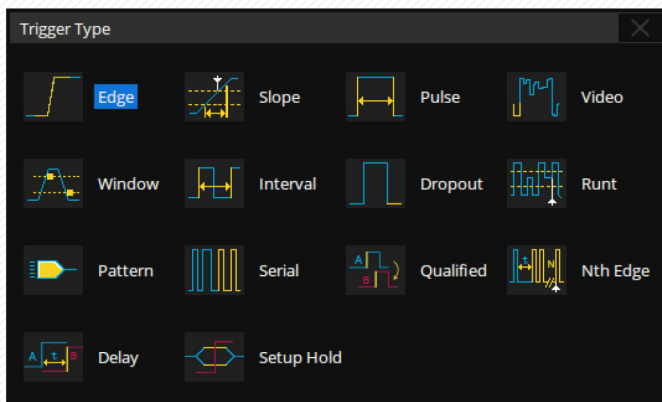 Trigger Type
Edge Slope Pulse Video
Window Interval Dropout Runt
Pattern Serial A B Qualified t N Nth Edge
A t B Delay Setup Hold